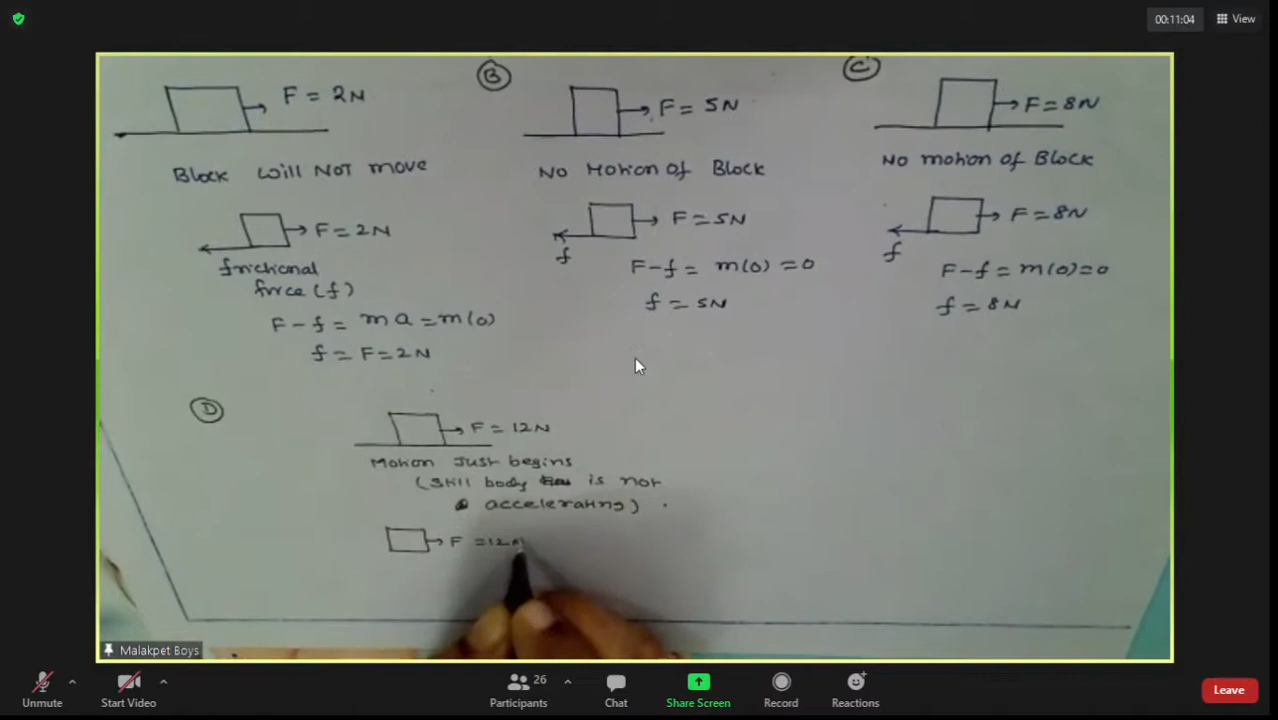 00:11:04
View
F = 2N
Block will NOT move
F = 2N
frictional
force (f)
F - f = ma = m(0)
f = F = 2N
B
F = 5N
No Motion of Block
F = 5N
f
F-f = m(0) = 0
f = 5N
C
F = 8N
No motion of Block
F = 8N
f
F-f = m(0)=0
f = 8N
D
F = 12N
Motion Just begins
(Still body is not
accelerating)
F = 12N
Malakpet Boys
Unmute
Start Video
26
Participants
Chat
Share Screen
Record
Reactions
Leave